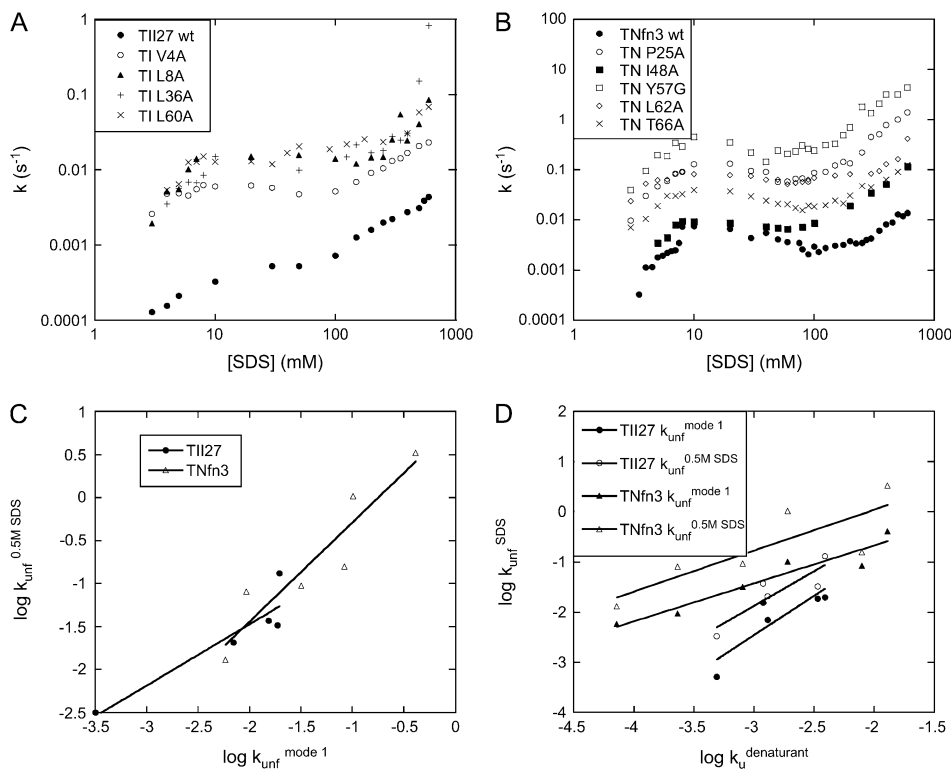 A
TII27 wt
TI V4A
TI L8A
TI L36A
TI L60A
k (s⁻¹)
1
0.1
0.01
0.001
0.0001
1 10 100 1000
[SDS] (mM)
B
TNfn3 wt
TN P25A
TN I48A
TN Y57G
TN L62A
TN T66A
k (s⁻¹)
100
10
1
0.1
0.01
0.001
0.0001
1 10 100 1000
[SDS] (mM)
C
TII27
TNfn3
log k_unf^0.5M SDS
1
0.5
0
-0.5
-1
-1.5
-2
-2.5
-3.5 -3 -2.5 -2 -1.5 -1 -0.5 0
log k_unf^mode 1
D
TII27 k_unf^mode 1
TII27 k_unf^0.5M SDS
TNfn3 k_unf^mode 1
TNfn3 k_unf^0.5M SDS
log k_unf^SDS
2
1
0
-1
-2
-3
-4
-4.5 -4 -3.5 -3 -2.5 -2 -1.5
log k_u^denaturant